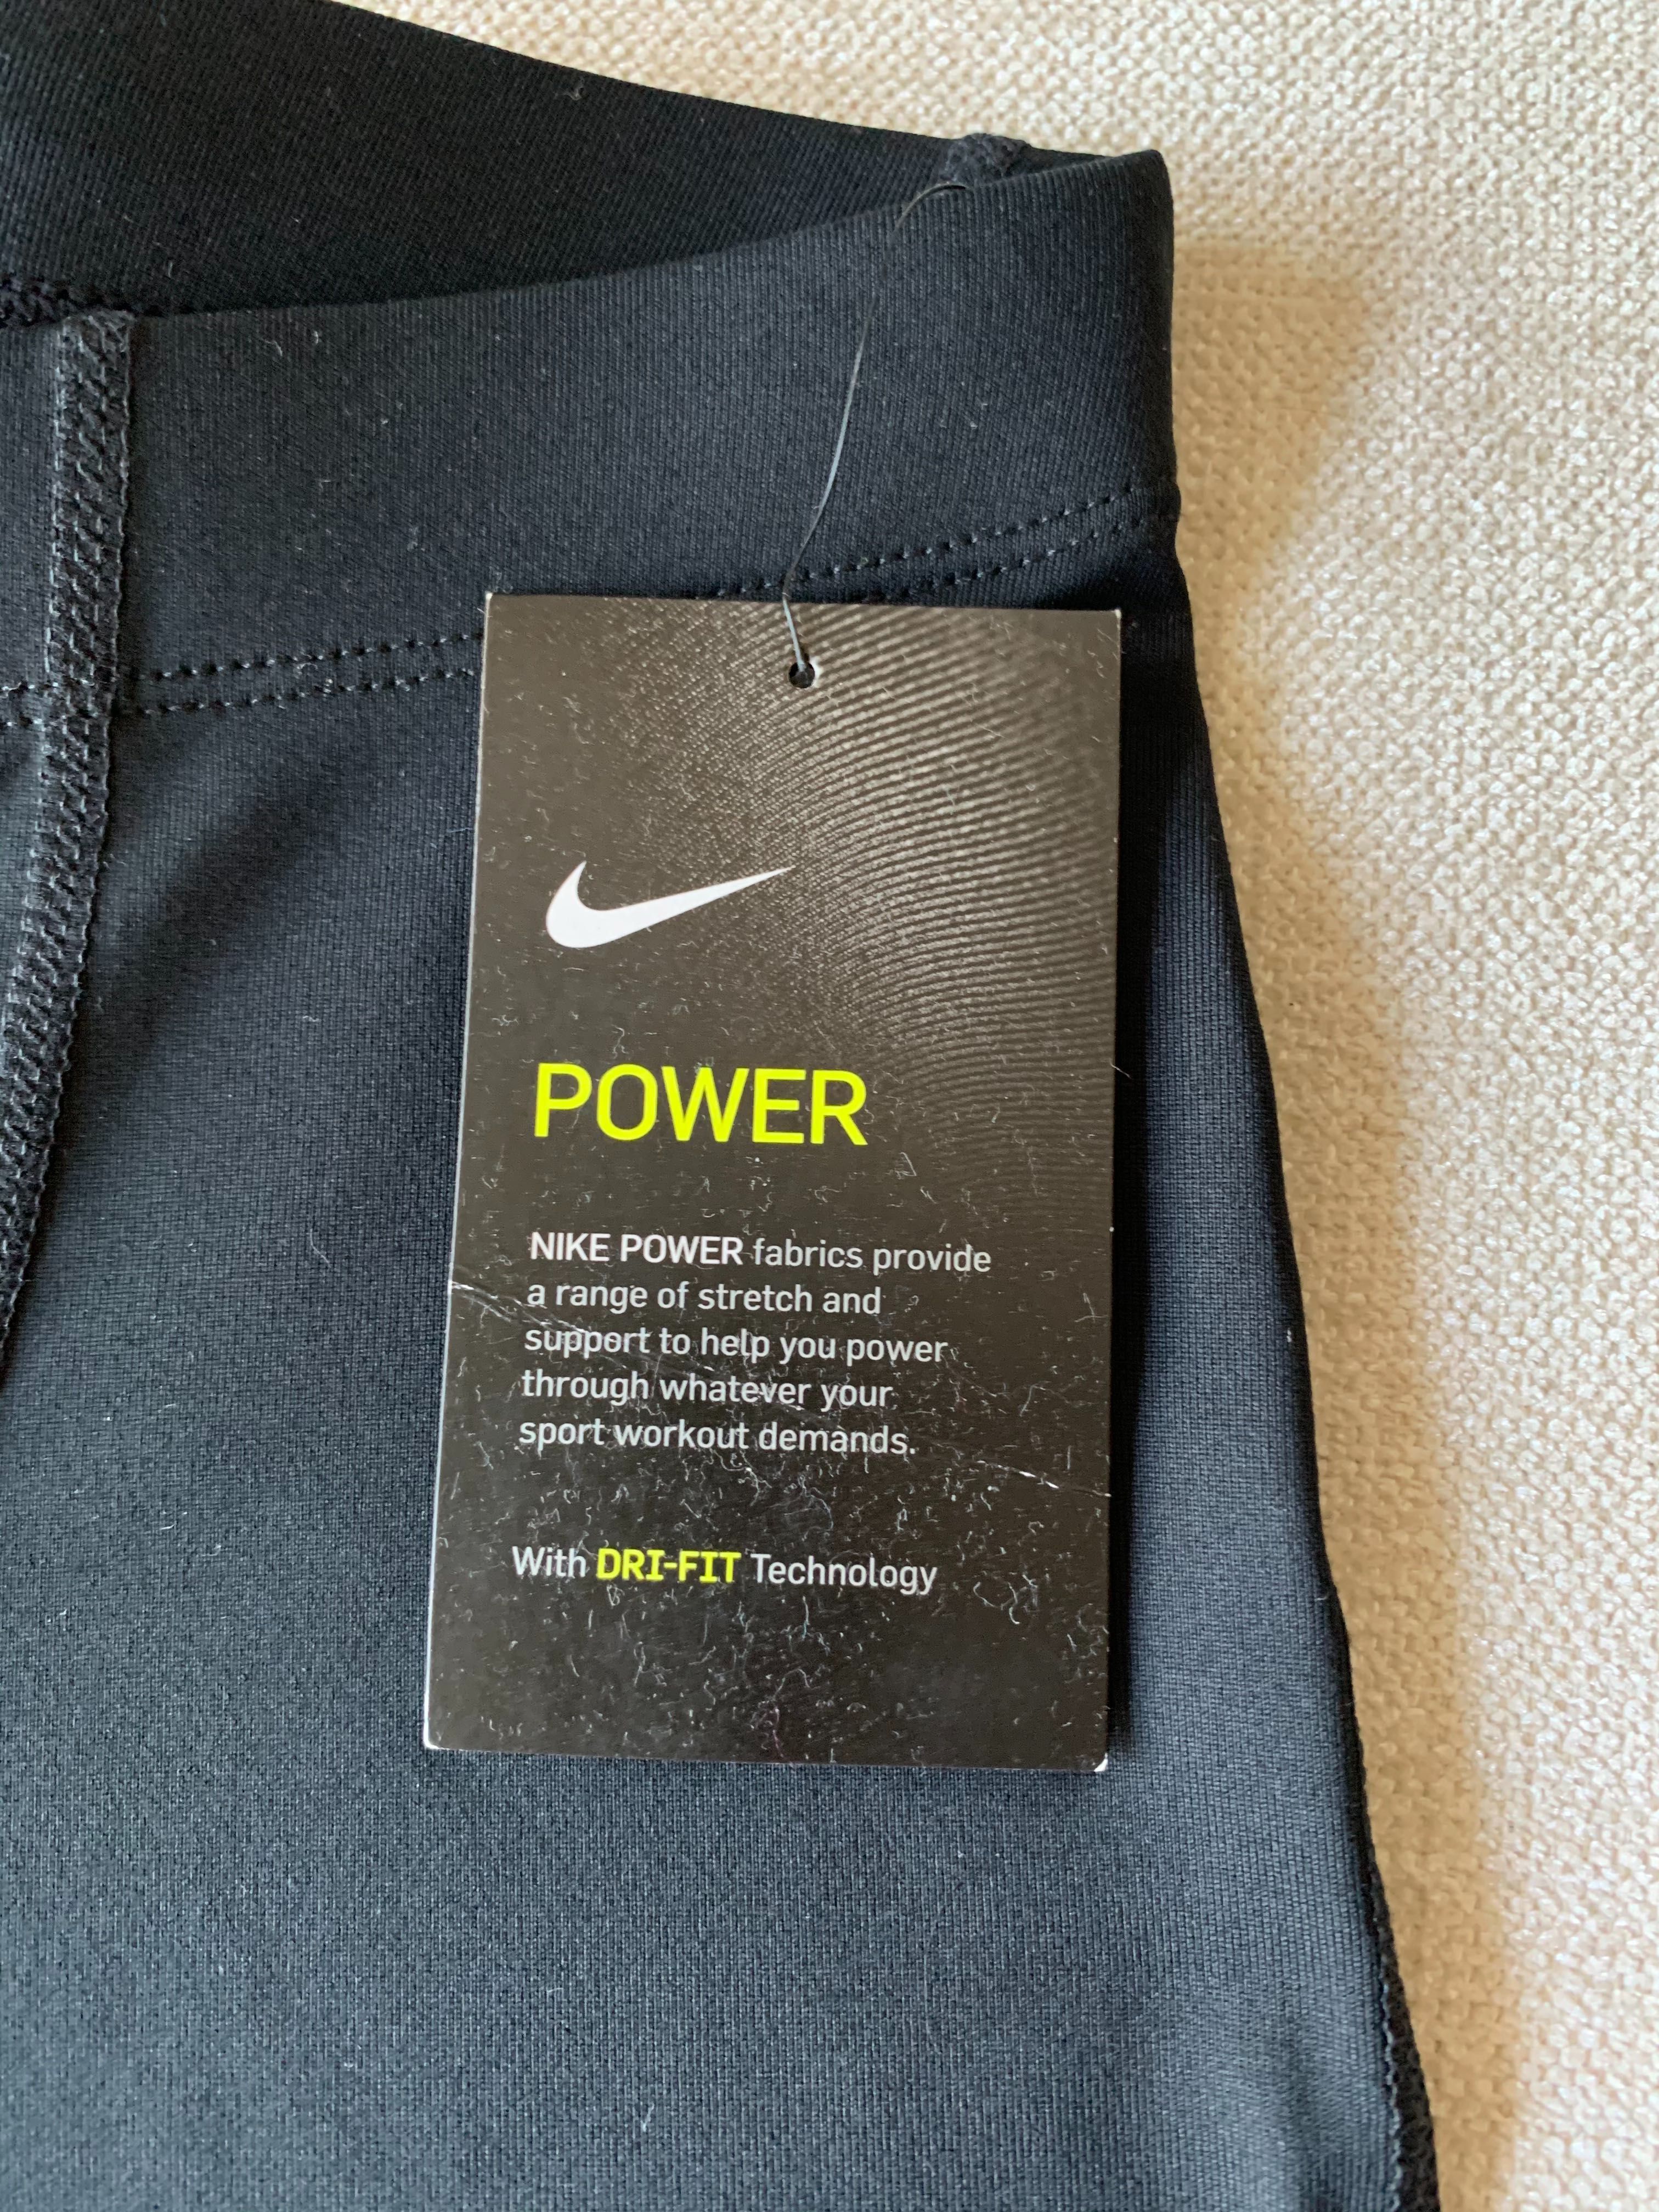 POWER
NIKE POWER fabrics provide
a range of stretch and
support to help you power
through whatever your
sport workout demands.
With DRI-FIT Technology